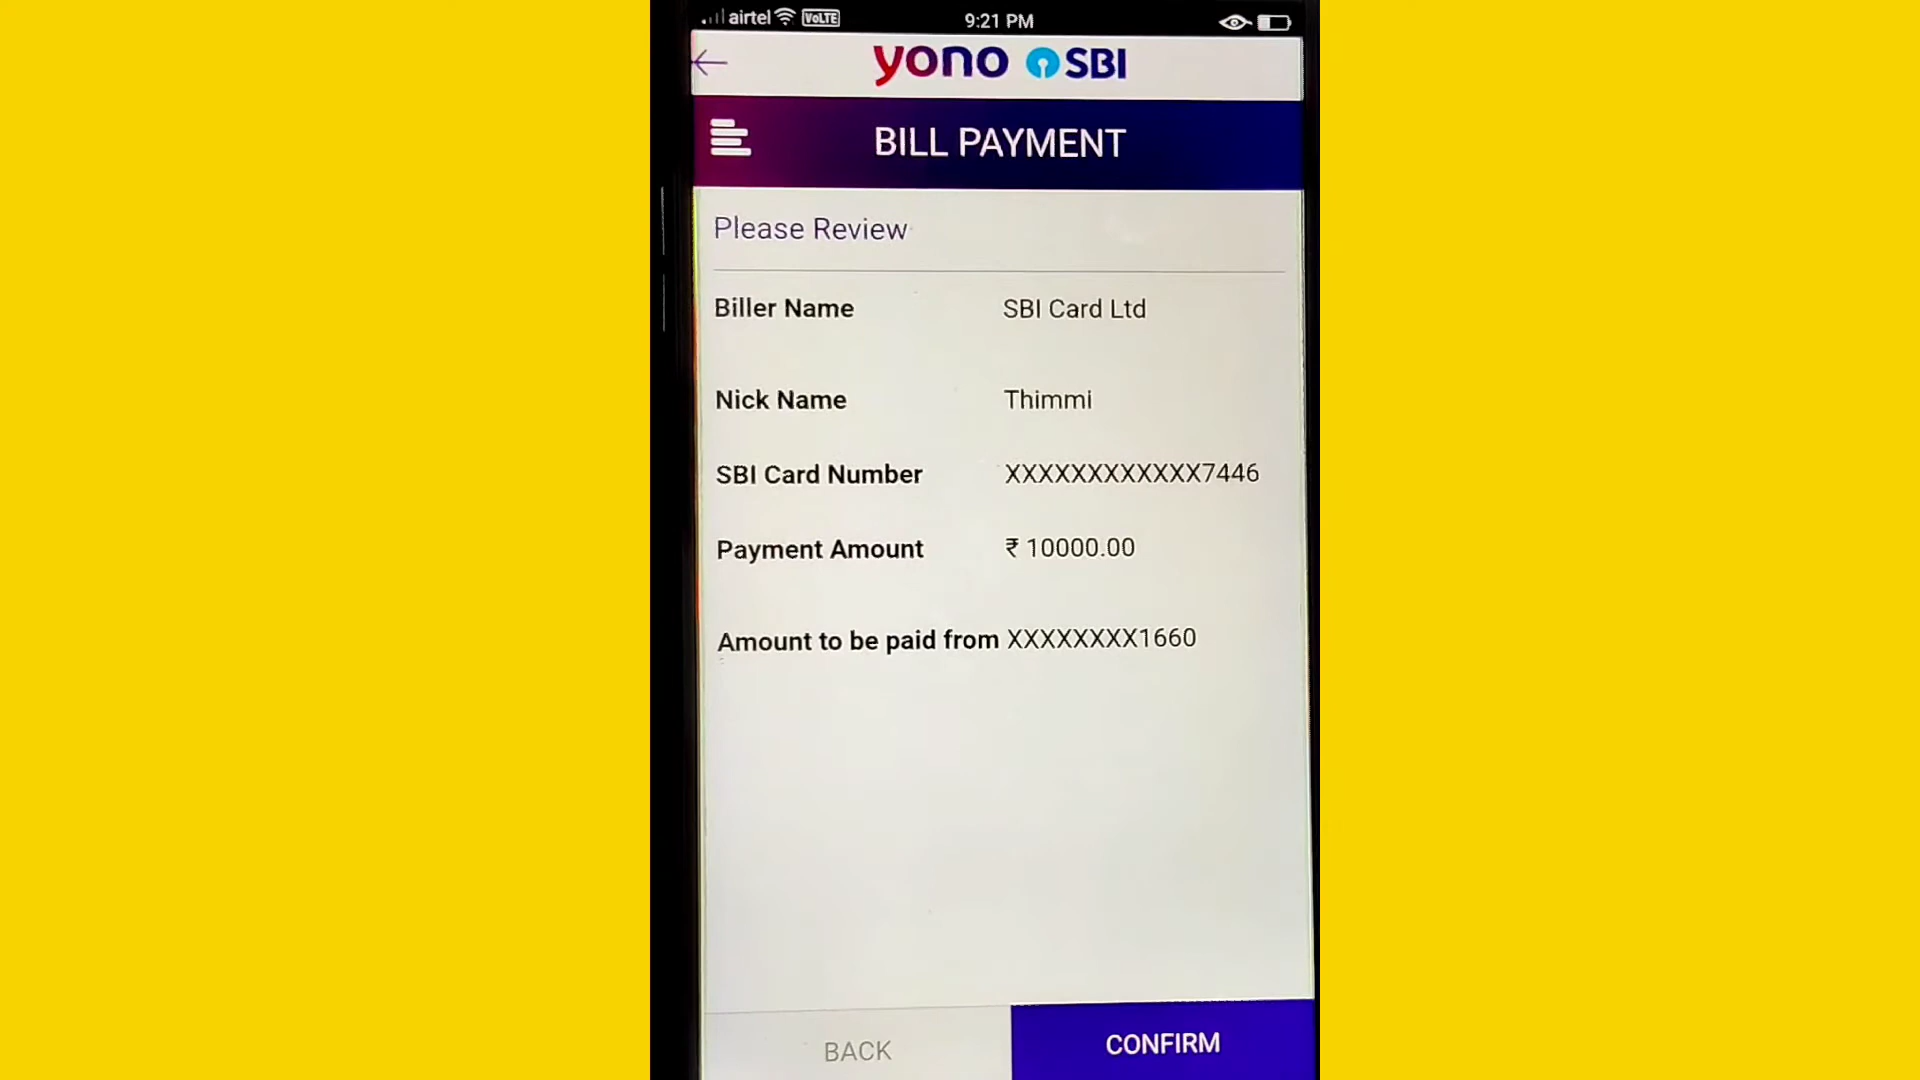 airtel VoLTE 9:21 PM
yono SBI
BILL PAYMENT
Please Review
Biller Name SBI Card Ltd
Nick Name Thimmi
SBI Card Number XXXXXXXXXXXX7446
Payment Amount ₹ 10000.00
Amount to be paid from XXXXXXXX1660
BACK CONFIRM